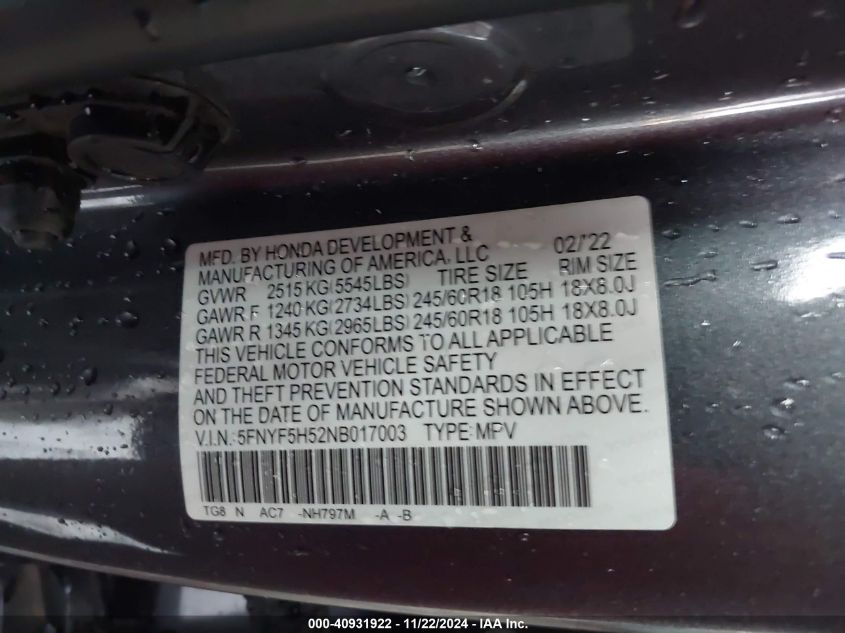 MFD. BY HONDA DEVELOPMENT &
MANUFACTURING OF AMERICA, LLC 02/'22
GVWR 2515 KG(5545LBS) TIRE SIZE RIM SIZE
GAWR F 1240 KG(2734LBS) 245/60R18 105H 18X8.0J
GAWR R 1345 KG(2965LBS) 245/60R18 105H 18X8.0J
THIS VEHICLE CONFORMS TO ALL APPLICABLE
FEDERAL MOTOR VEHICLE SAFETY
AND THEFT PREVENTION STANDARDS IN EFFECT
ON THE DATE OF MANUFACTURE SHOWN ABOVE.
V.I.N.: 5FNYF5H52NB017003 TYPE: MPV
TG8 N AC7 -NH797M -A -B
000-40931922 - 11/22/2024 - IAA Inc.